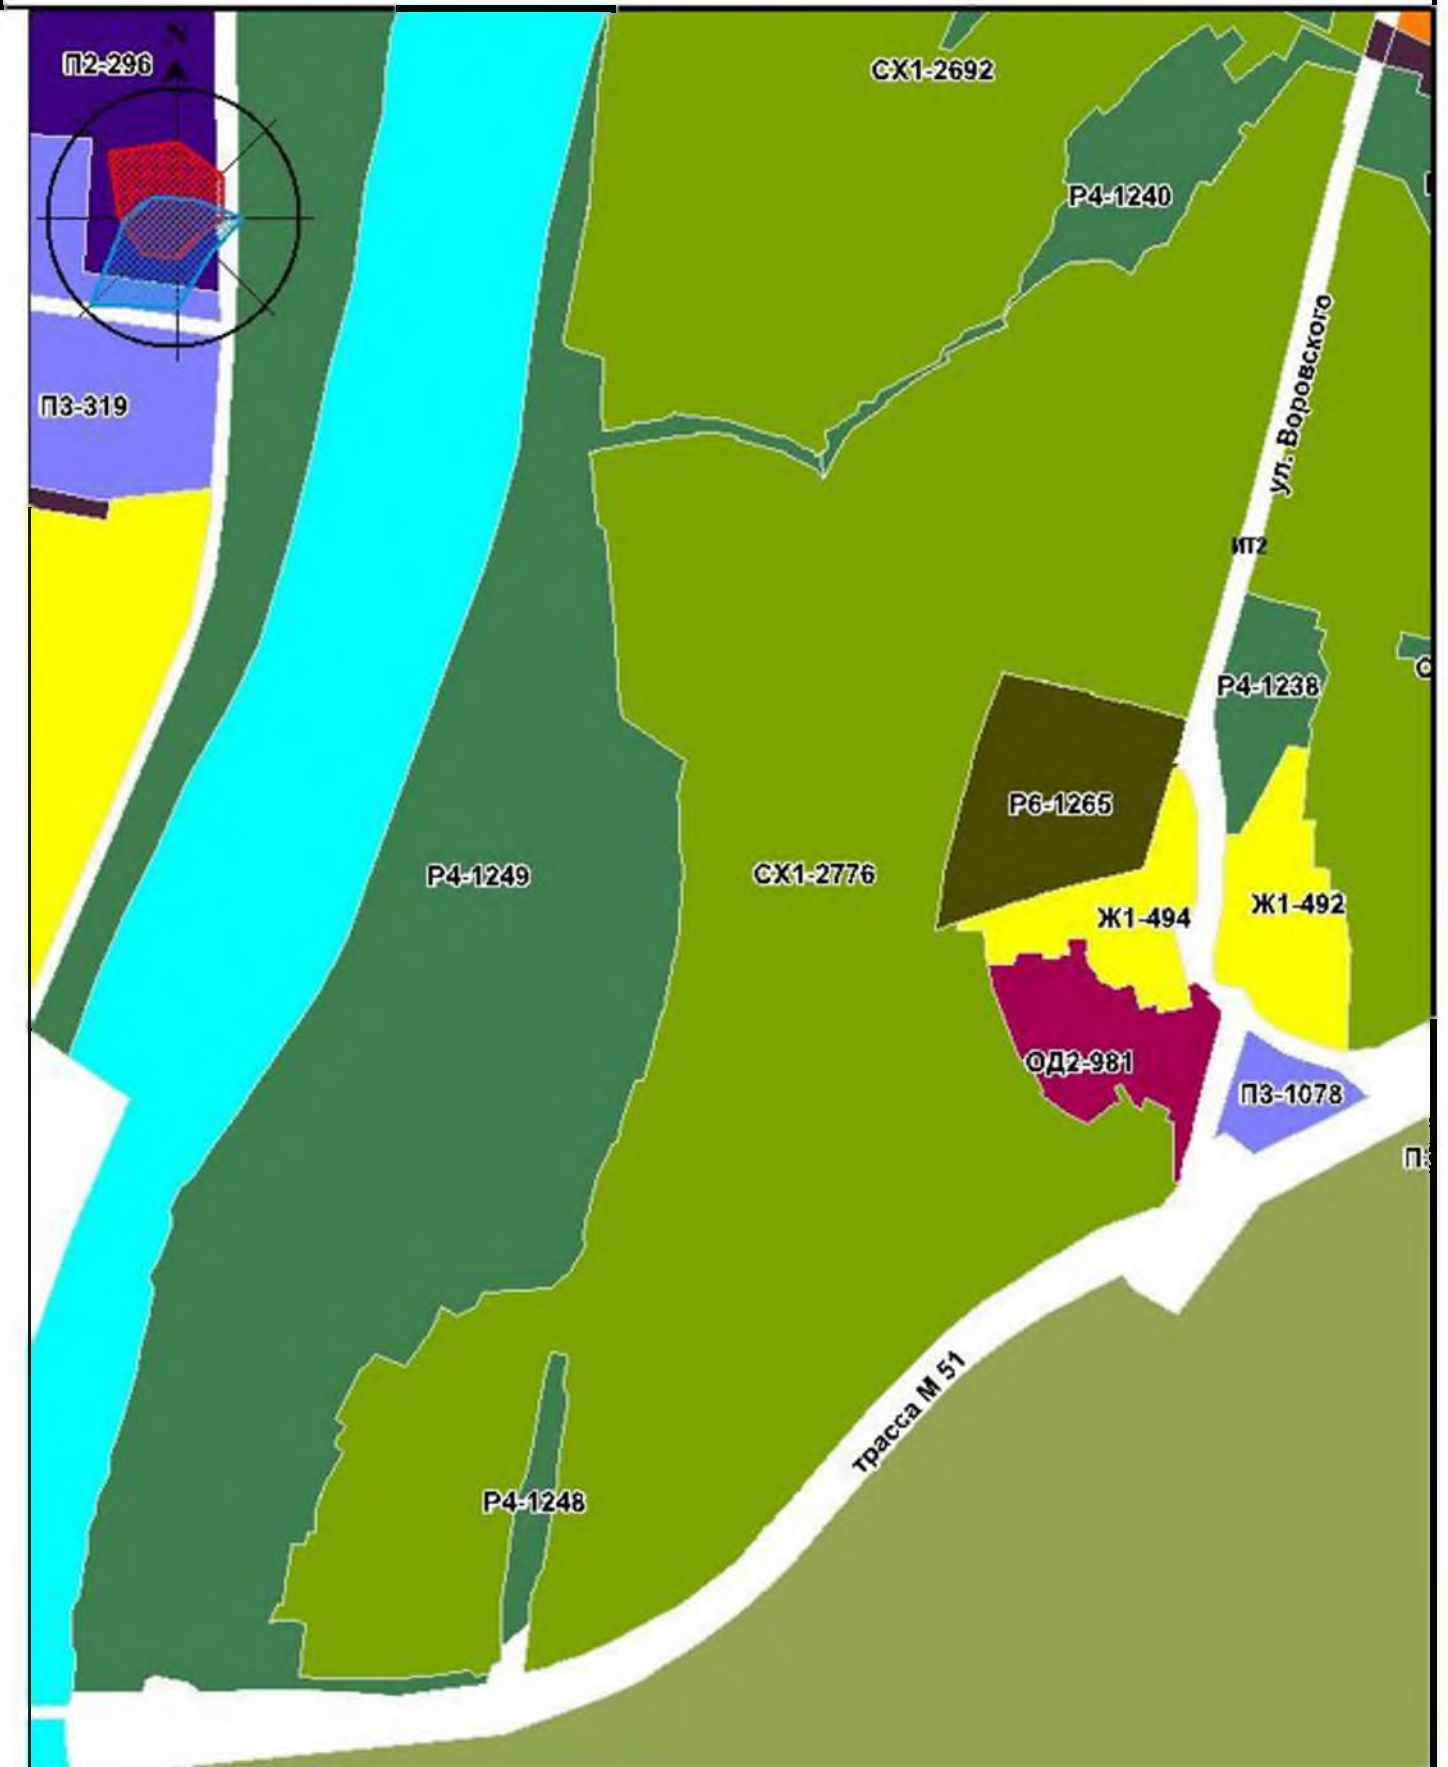 N
П2-296
СХ1-2692
Р4-1240
ул. Воровского
П3-319
ИТ2
Р4-1238
Р6-1265
Р4-1249
СХ1-2776
Ж1-494
Ж1-492
ОД2-981
П3-1078
трасса М 51
Р4-1248